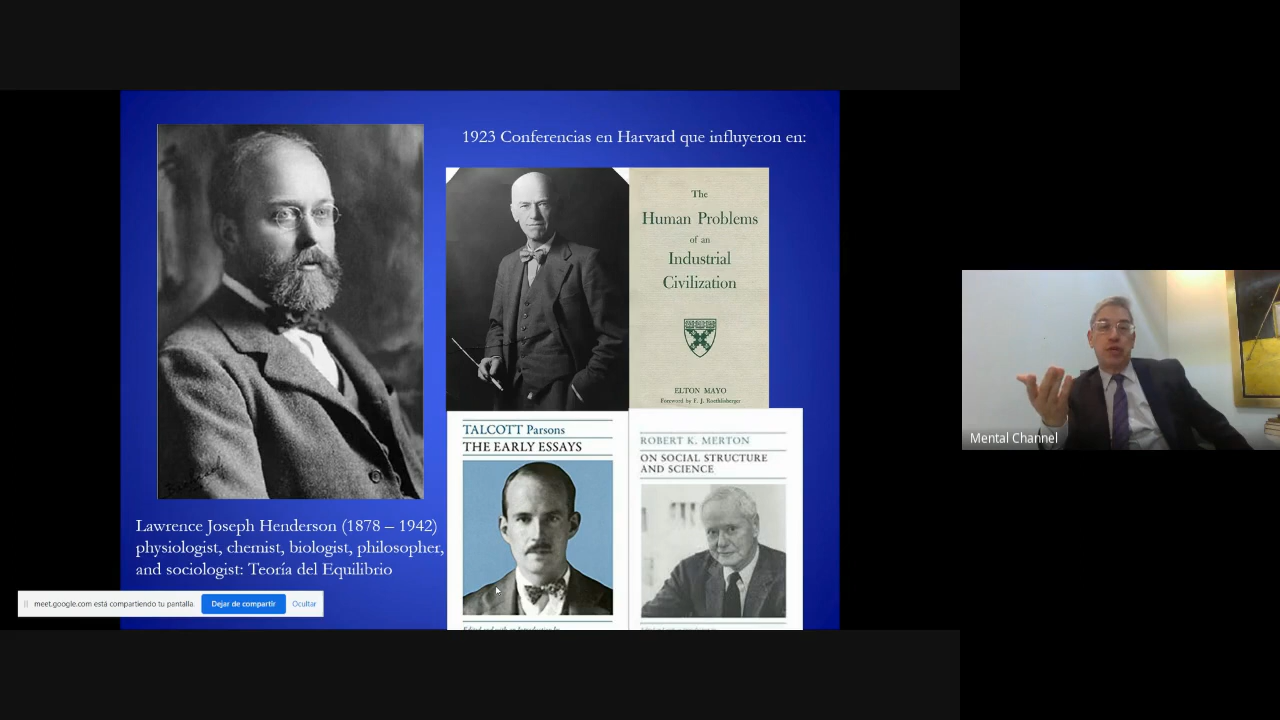 1923 Conferencias en Harvard que influyeron en:
The
Human Problems
of an
Industrial
Civilization
ELTON MAYO
Foreword by F. J. Roethlisberger
TALCOTT Parsons
THE EARLY ESSAYS
ROBERT K. MERTON
ON SOCIAL STRUCTURE
AND SCIENCE
Lawrence Joseph Henderson (1878 – 1942)
physiologist, chemist, biologist, philosopher,
and sociologist: Teoría del Equilibrio
meet.google.com está compartiendo tu pantalla.
Dejar de compartir
Ocultar
Mental Channel